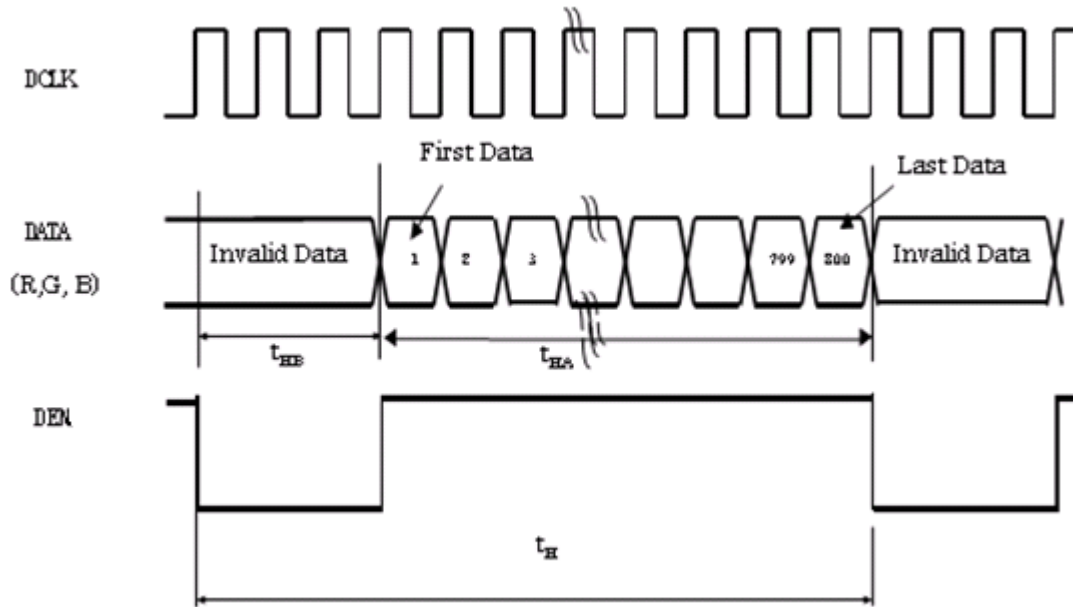 DCLK
First Data
Last Data
DATA
(R,G, B)
Invalid Data
1
2
3
799
800
Invalid Data
tHB
tHA
DEN
tH